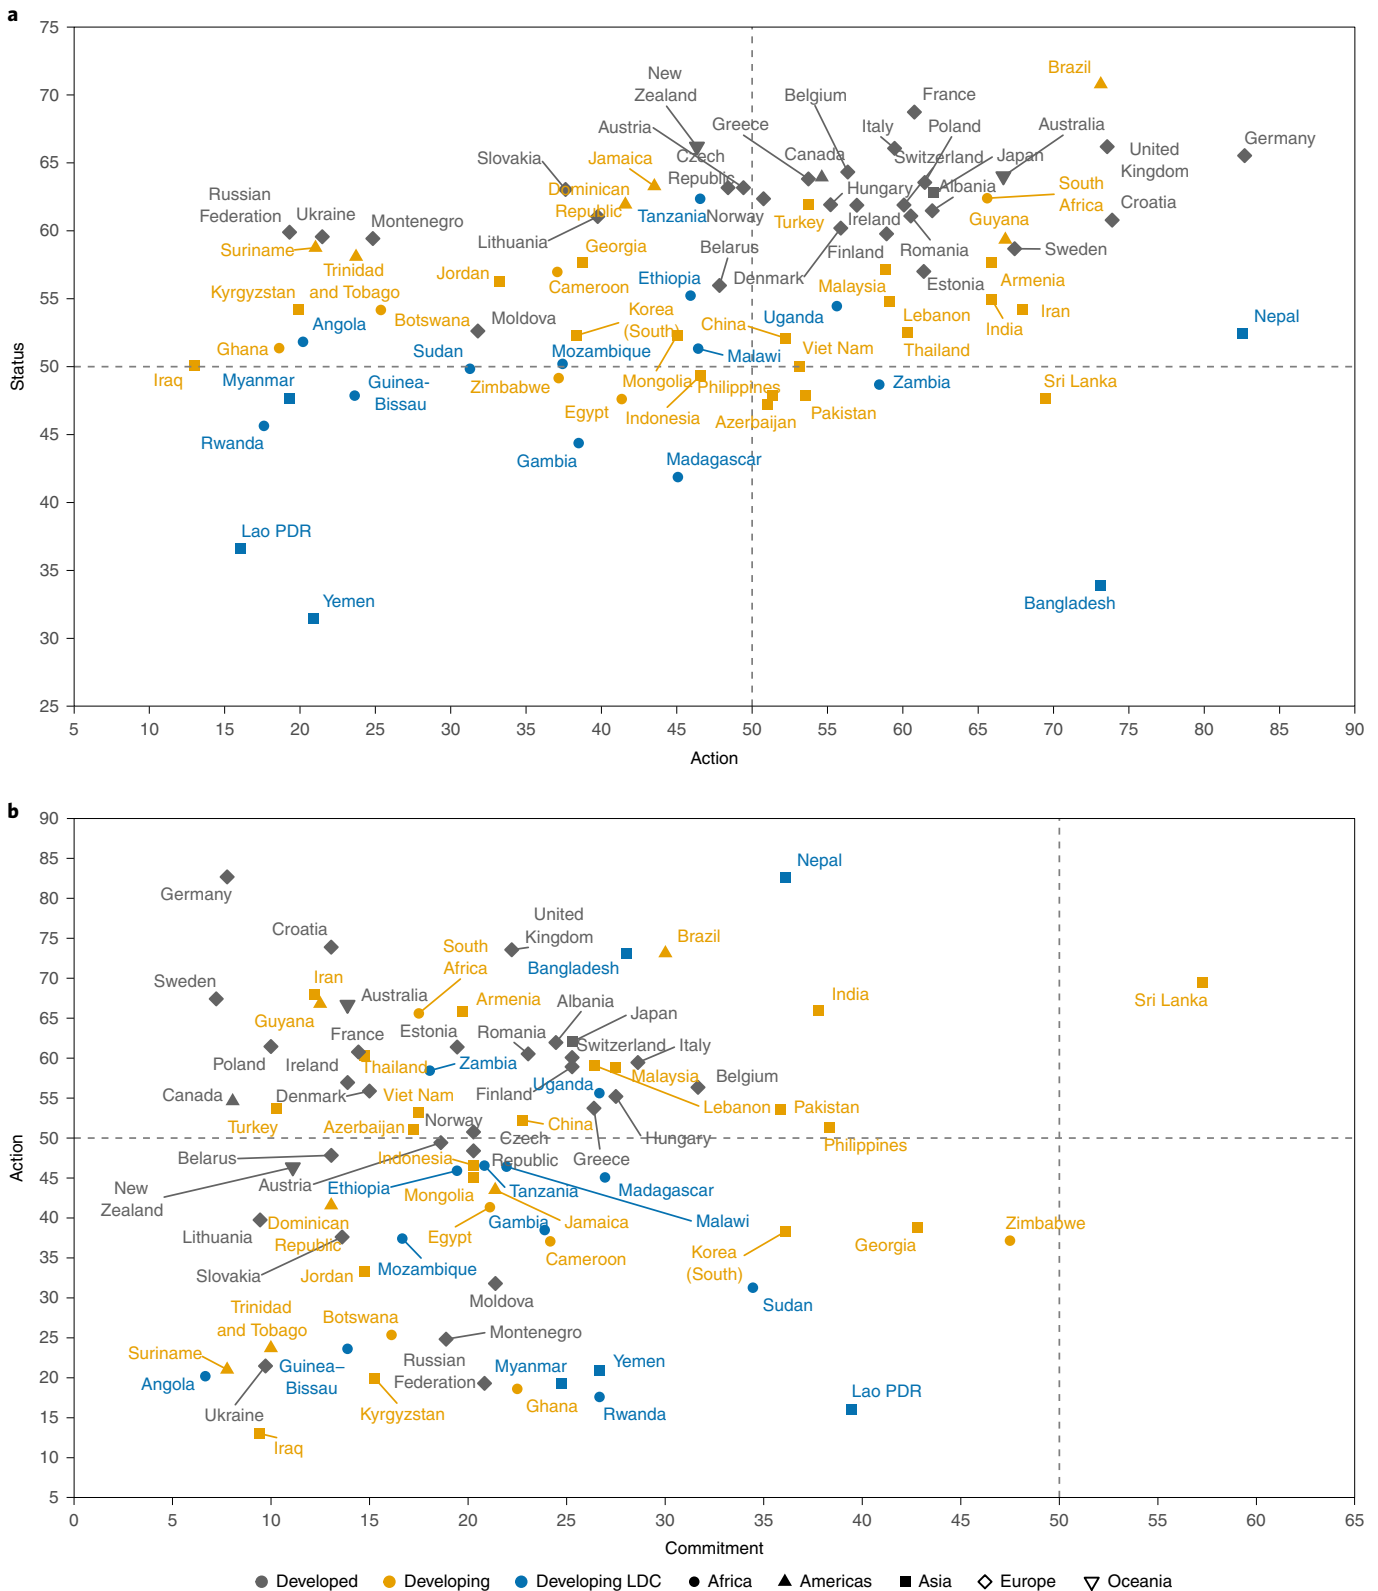 a
75
70
65
60
55
50
45
40
35
30
25
Status
5 10 15 20 25 30 35 40 45 50 55 60 65 70 75 80 85 90
Action
Brazil
New
Zealand
Belgium
France
Austria
Greece
Italy
Poland
Australia
Germany
Slovakia
Jamaica
Czech
Republic
Canada
Switzerland
Japan
United
Kingdom
Russian
Federation
Ukraine
Montenegro
Dominican
Republic
Tanzania
Norway
Turkey
Hungary
Albania
South
Africa
Guyana
Croatia
Suriname
Lithuania
Georgia
Belarus
Ireland
Finland
Romania
Sweden
Trinidad
and Tobago
Jordan
Cameroon
Ethiopia
Denmark
Malaysia
Estonia
Armenia
Kyrgyzstan
Angola
Botswana
Moldova
Korea
(South)
China
Uganda
Lebanon
India
Iran
Nepal
Ghana
Sudan
Mozambique
Malawi
Viet Nam
Thailand
Iraq
Myanmar
Guinea-
Bissau
Zimbabwe
Mongolia
Philippines
Zambia
Sri Lanka
Egypt
Indonesia
Azerbaijan
Pakistan
Rwanda
Gambia
Madagascar
Lao PDR
Yemen
Bangladesh
b
90
85
80
75
70
65
60
55
50
45
40
35
30
25
20
15
10
5
Action
0 5 10 15 20 25 30 35 40 45 50 55 60 65
Commitment
Nepal
Germany
Croatia
United
Kingdom
South
Africa
Brazil
Bangladesh
Sweden
Iran
Australia
Armenia
Albania
India
Sri Lanka
Guyana
France
Estonia
Romania
Japan
Poland
Ireland
Thailand
Zambia
Switzerland
Italy
Canada
Denmark
Viet Nam
Finland
Uganda
Malaysia
Belgium
Turkey
Azerbaijan
Norway
China
Lebanon
Pakistan
Belarus
Indonesia
Czech
Republic
Greece
Hungary
Philippines
New
Zealand
Austria
Ethiopia
Mongolia
Tanzania
Madagascar
Lithuania
Dominican
Republic
Egypt
Gambia
Jamaica
Malawi
Zimbabwe
Slovakia
Jordan
Mozambique
Cameroon
Korea
(South)
Georgia
Trinidad
and Tobago
Botswana
Moldova
Sudan
Suriname
Montenegro
Angola
Guinea–
Bissau
Russian
Federation
Myanmar
Yemen
Ukraine
Kyrgyzstan
Ghana
Rwanda
Lao PDR
Iraq
Developed Developing Developing LDC Africa Americas Asia Europe Oceania